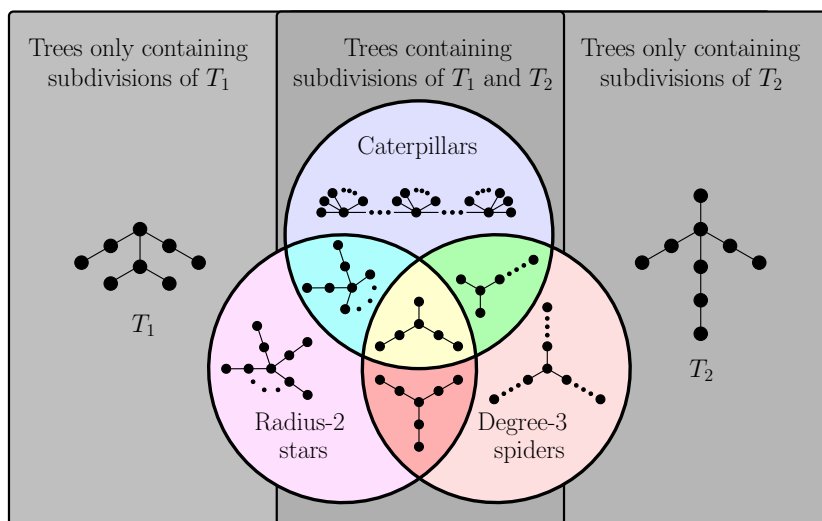 Trees only containing
subdivisions of T₁
Trees containing
subdivisions of T₁ and T₂
Trees only containing
subdivisions of T₂
Caterpillars
T₁
T₂
Radius-2
stars
Degree-3
spiders